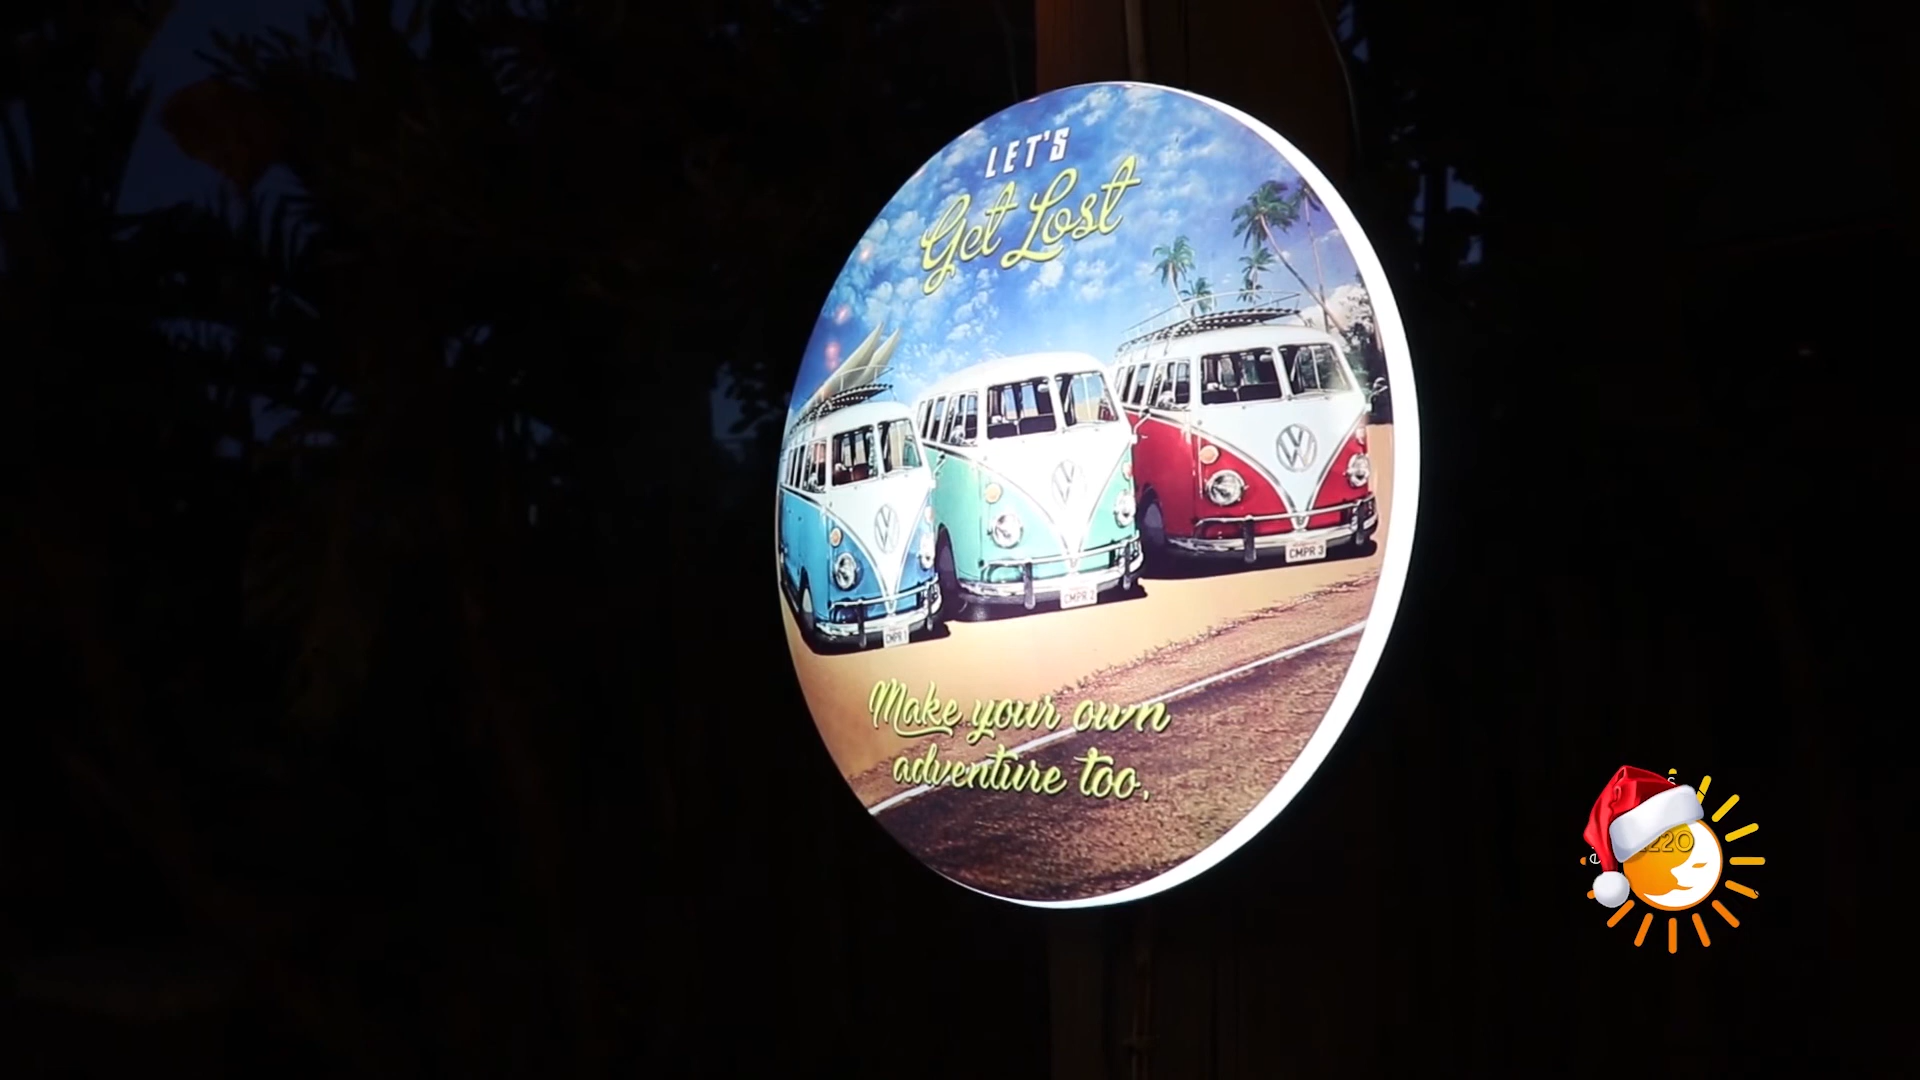 LET'S
Get Lost
CMPR 3
CMPR 2
CMPR 1
Make your own
adventure too.